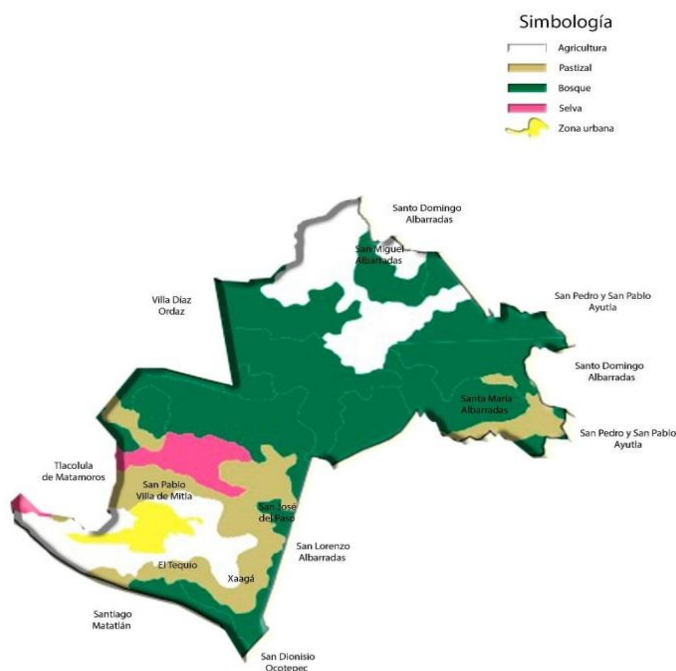 Simbología
Agricultura
Pastizal
Bosque
Selva
Zona urbana
Santo Domingo
Albarradas
San Miguel
Albarradas
Villa Díaz
Ordaz
San Pedro y San Pablo
Ayutla
Santo Domingo
Albarradas
Santa María
Albarradas
San Pedro y San Pablo
Ayutla
Tlacolula
de Matamoros
San Pablo
Villa de Mitla
San José
del Paso
San Lorenzo
Albarradas
El Tequio
Xaagá
Santiago
Matatlán
San Dionisio
Ocotepec